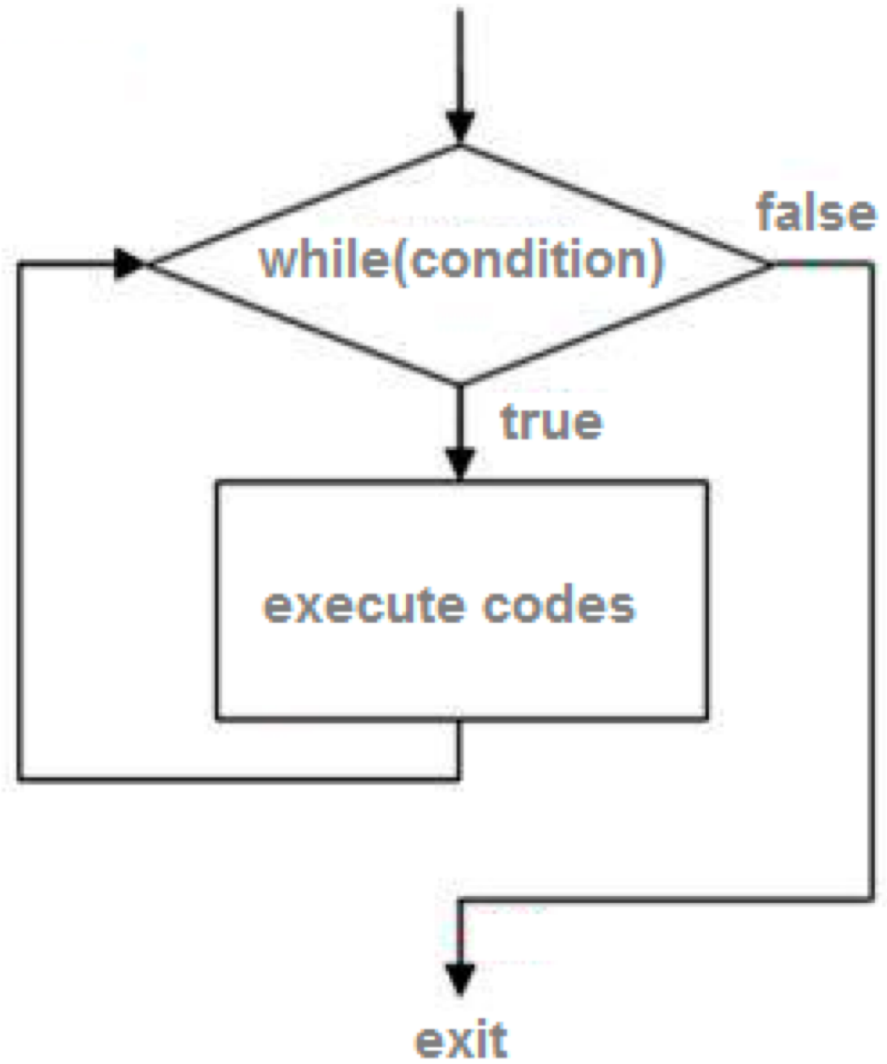 false
while(condition)
true
execute codes
exit